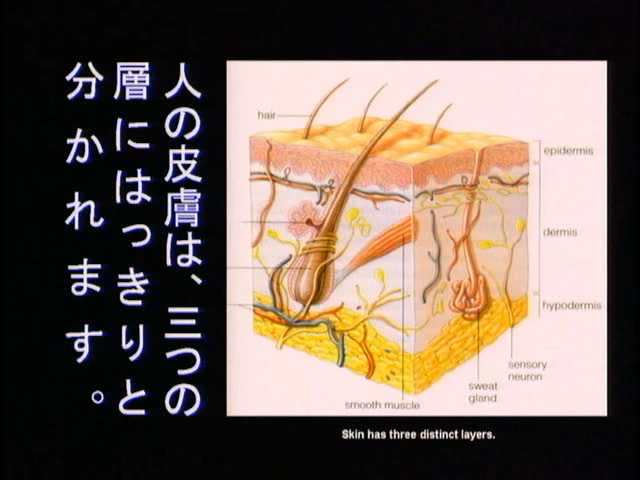 人の皮膚は、三つの
層にはっきりと
分かれます。
hair
epidermis
dermis
hypodermis
sensory
neuron
sweat
gland
smooth muscle
Skin has three distinct layers.